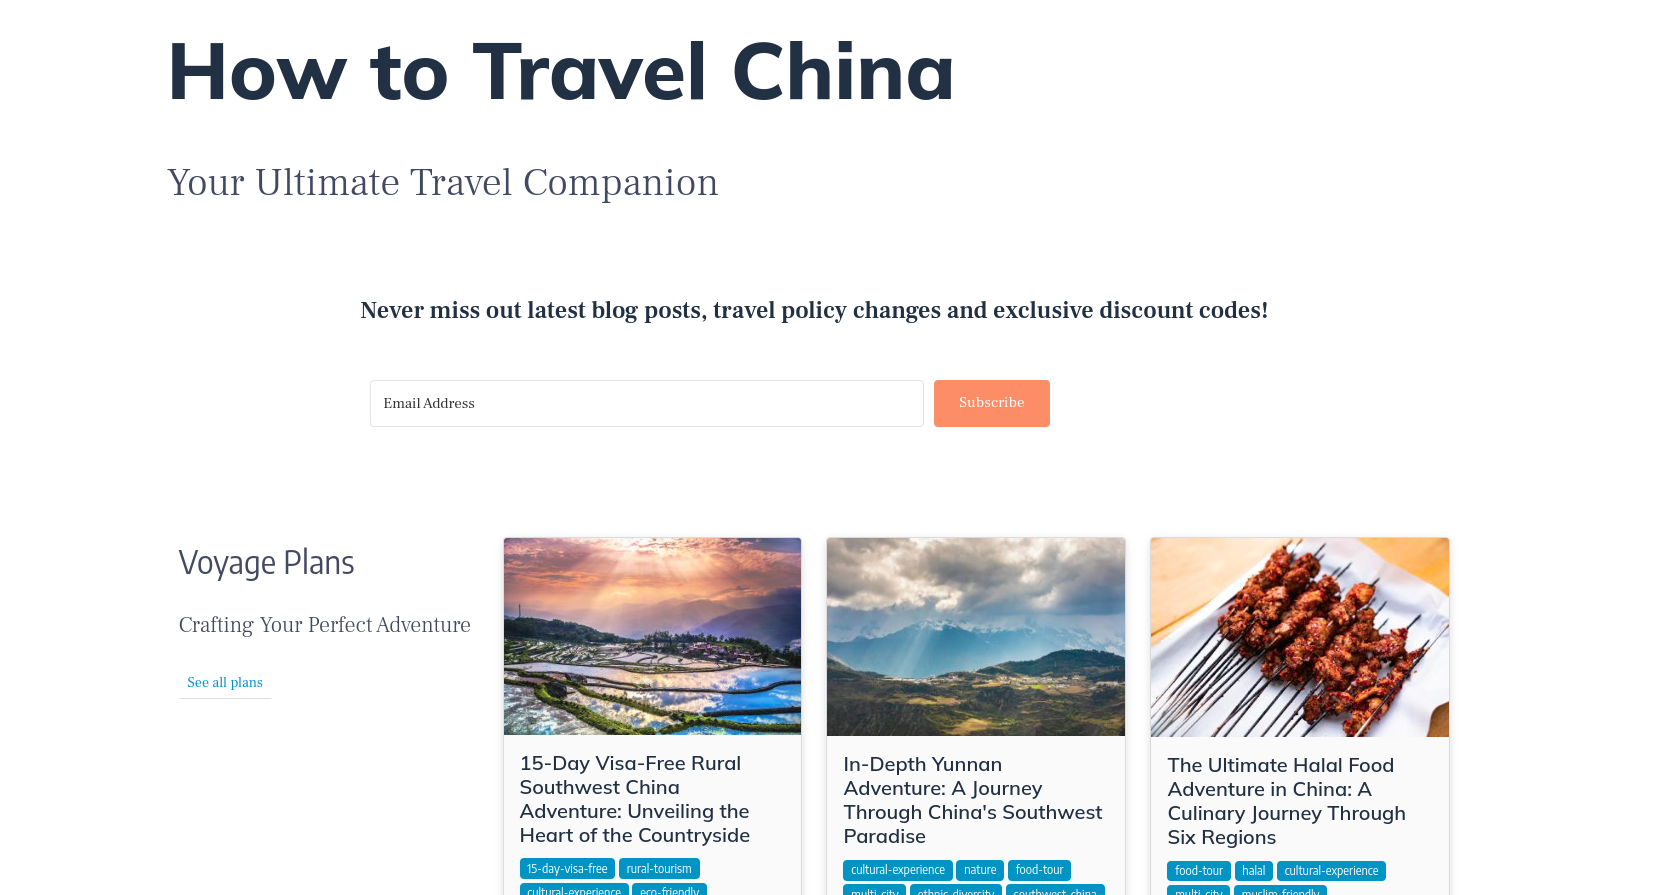 How to Travel China
Your Ultimate Travel Companion
Never miss out latest blog posts, travel policy changes and exclusive discount codes!
Email Address
Subscribe
Voyage Plans
Crafting Your Perfect Adventure
See all plans
15-Day Visa-Free Rural
Southwest China
Adventure: Unveiling the
Heart of the Countryside
15-day-visa-free rural-tourism
cultural-experience eco-friendly
In-Depth Yunnan
Adventure: A Journey
Through China's Southwest
Paradise
cultural-experience nature food-tour
multi-city ethnic-diversity southwest-china
The Ultimate Halal Food
Adventure in China: A
Culinary Journey Through
Six Regions
food-tour halal cultural-experience
multi-city muslim-friendly